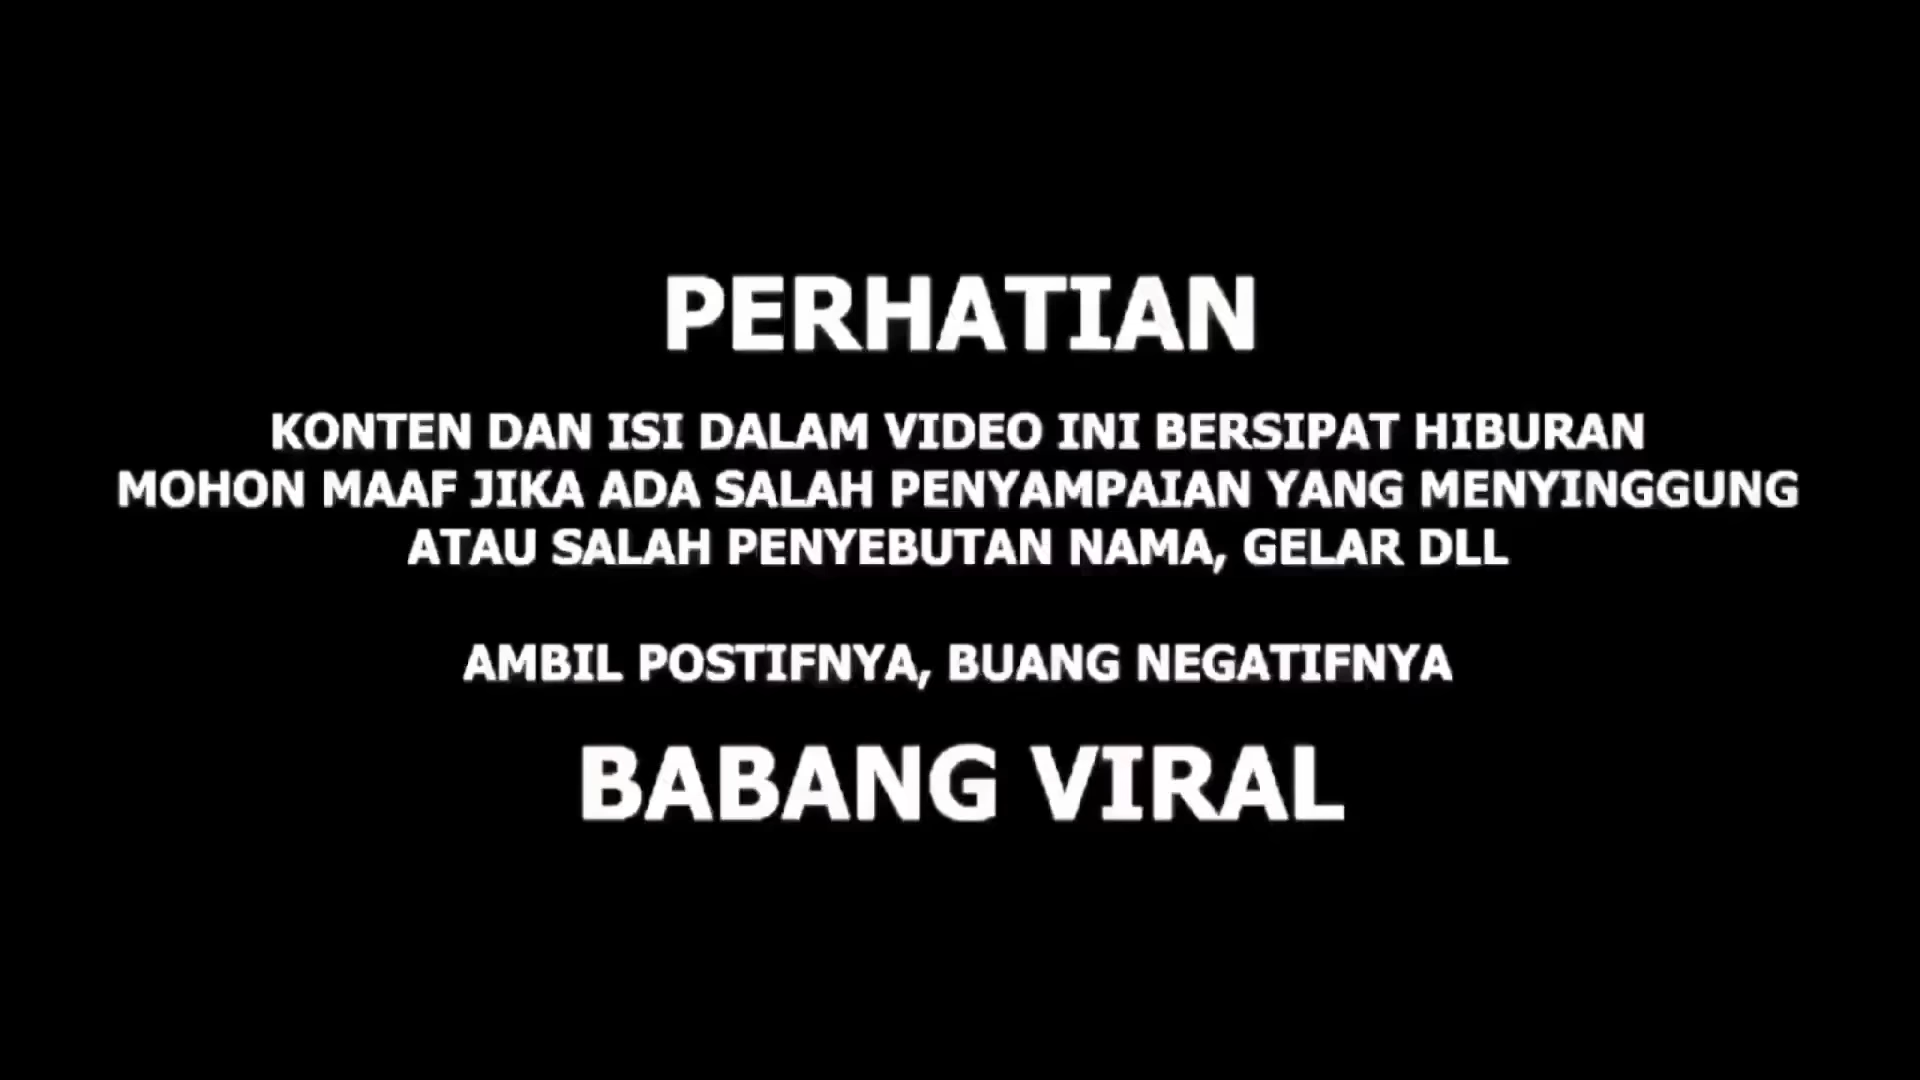 PERHATIAN
KONTEN DAN ISI DALAM VIDEO INI BERSIPAT HIBURAN
MOHON MAAF JIKA ADA SALAH PENYAMPAIAN YANG MENYINGGUNG
ATAU SALAH PENYEBUTAN NAMA, GELAR DLL
AMBIL POSTIFNYA, BUANG NEGATIFNYA
BABANG VIRAL